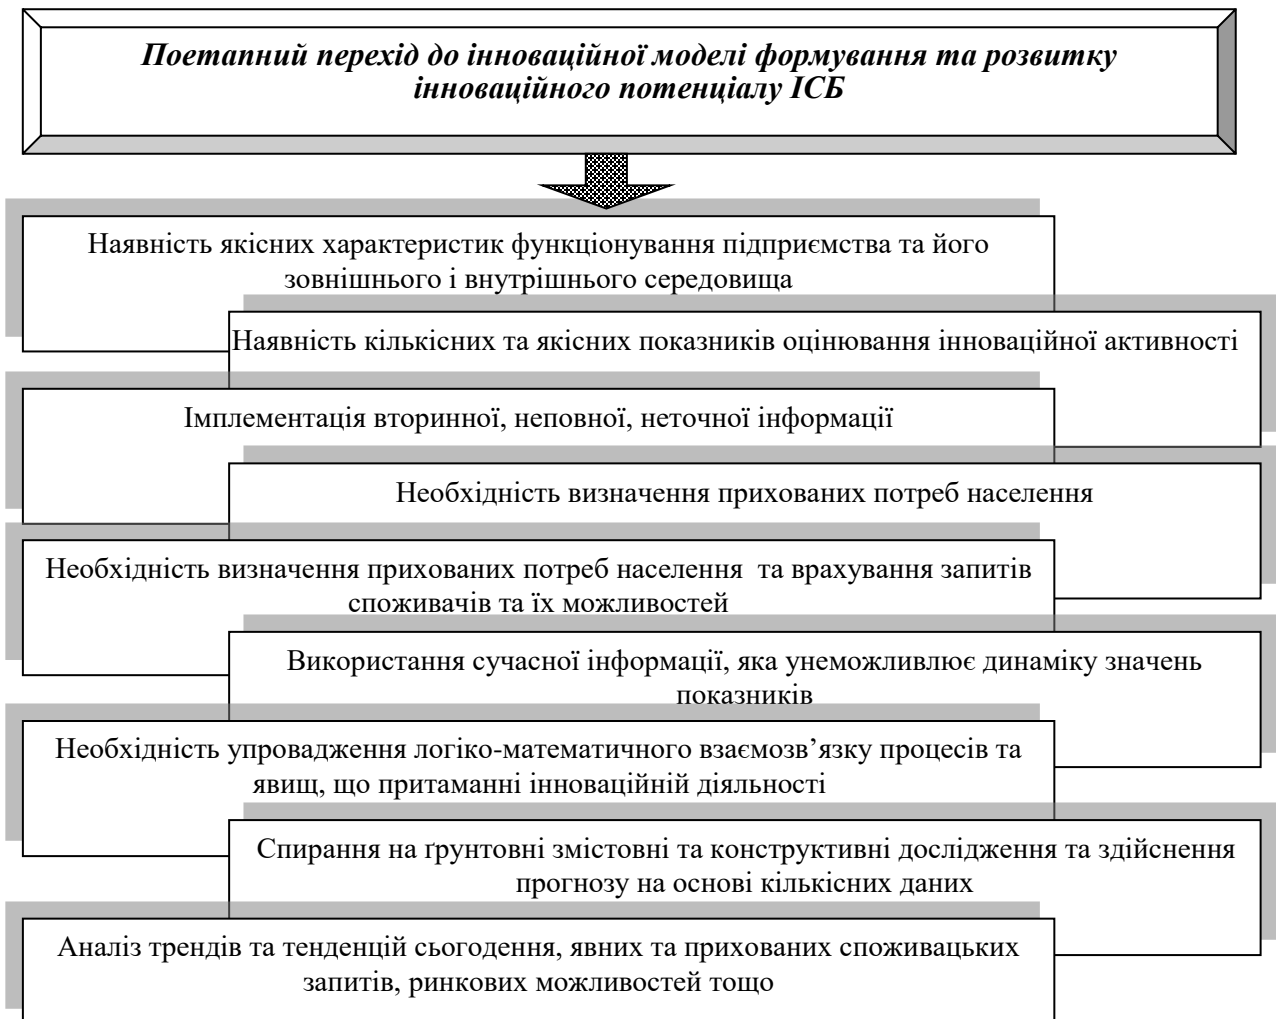 Поетапний перехід до інноваційної моделі формування та розвитку
інноваційного потенціалу ІСБ
Наявність якісних характеристик функціонування підприємства та його
зовнішнього і внутрішнього середовища
Наявність кількісних та якісних показників оцінювання інноваційної активності
Імплементація вторинної, неповної, неточної інформації
Необхідність визначення прихованих потреб населення
Необхідність визначення прихованих потреб населення та врахування запитів
споживачів та їх можливостей
Використання сучасної інформації, яка унеможливлює динаміку значень
показників
Необхідність упровадження логіко-математичного взаємозв’язку процесів та
явищ, що притаманні інноваційній діяльності
Спирання на ґрунтовні змістовні та конструктивні дослідження та здійснення
прогнозу на основі кількісних даних
Аналіз трендів та тенденцій сьогодення, явних та прихованих споживацьких
запитів, ринкових можливостей тощо